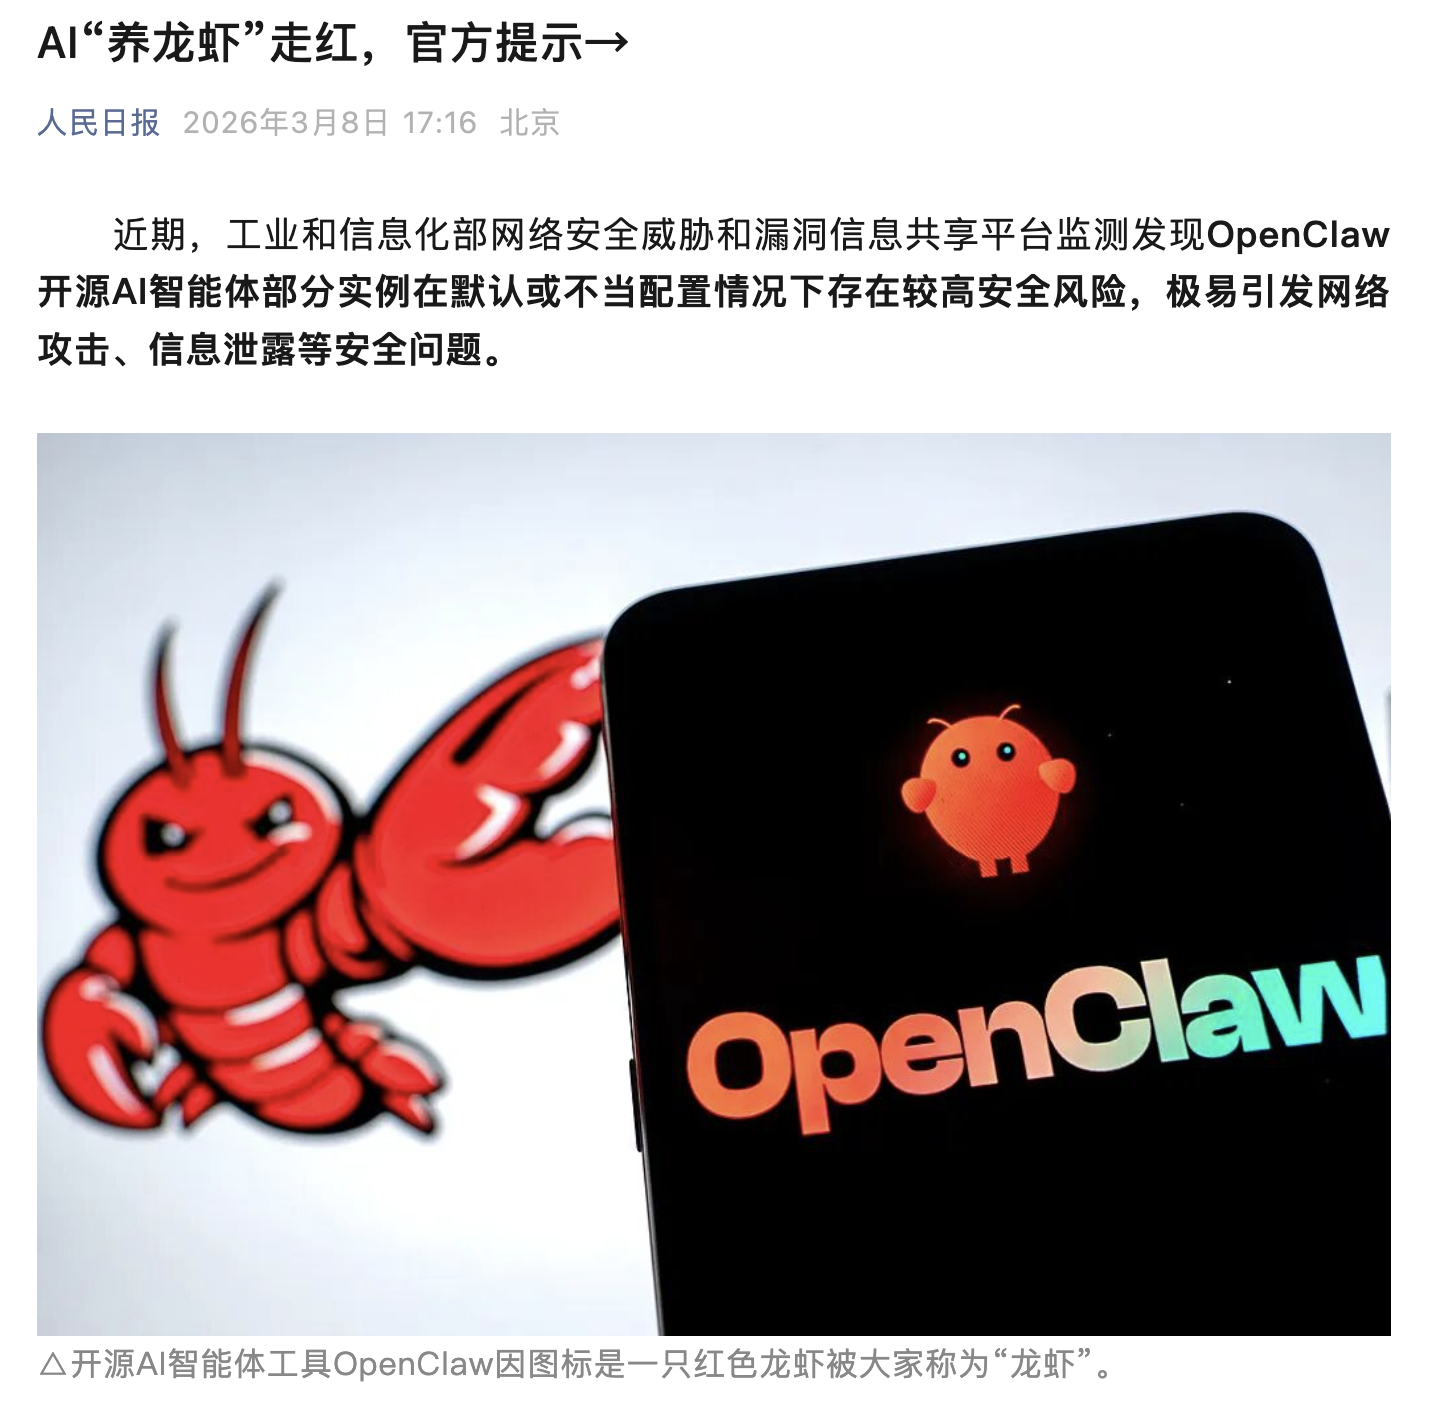 AI“养龙虾”走红，官方提示→
人民日报 2026年3月8日 17:16 北京
近期，工业和信息化部网络安全威胁和漏洞信息共享平台监测发现OpenClaw
开源AI智能体部分实例在默认或不当配置情况下存在较高安全风险，极易引发网络
攻击、信息泄露等安全问题。
OpenClaw
△开源AI智能体工具OpenClaw因图标是一只红色龙虾被大家称为“龙虾”。